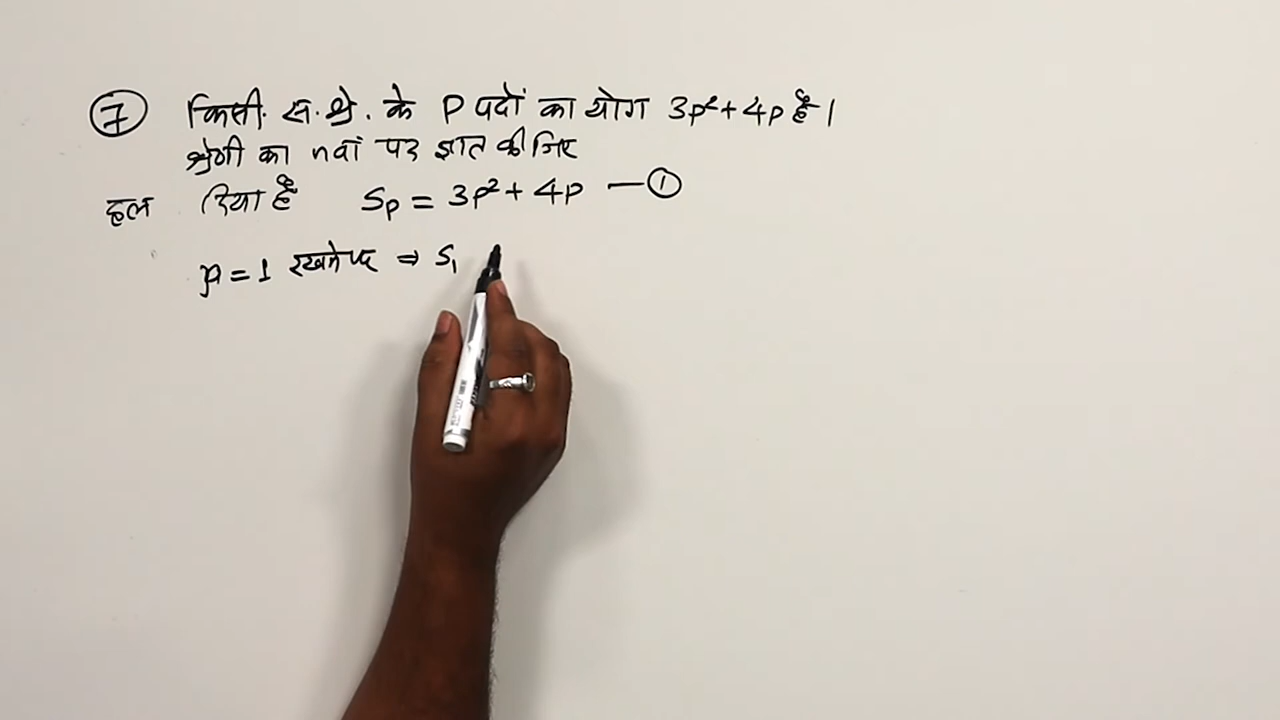 ⑦ किसी स.श्रे. के P पदों का योग 3p²+4p है।
श्रेणी का nवां पद ज्ञात कीजिए
हल दिया है Sp = 3p²+4p —①
p=1 रखने पर ⇒ S₁